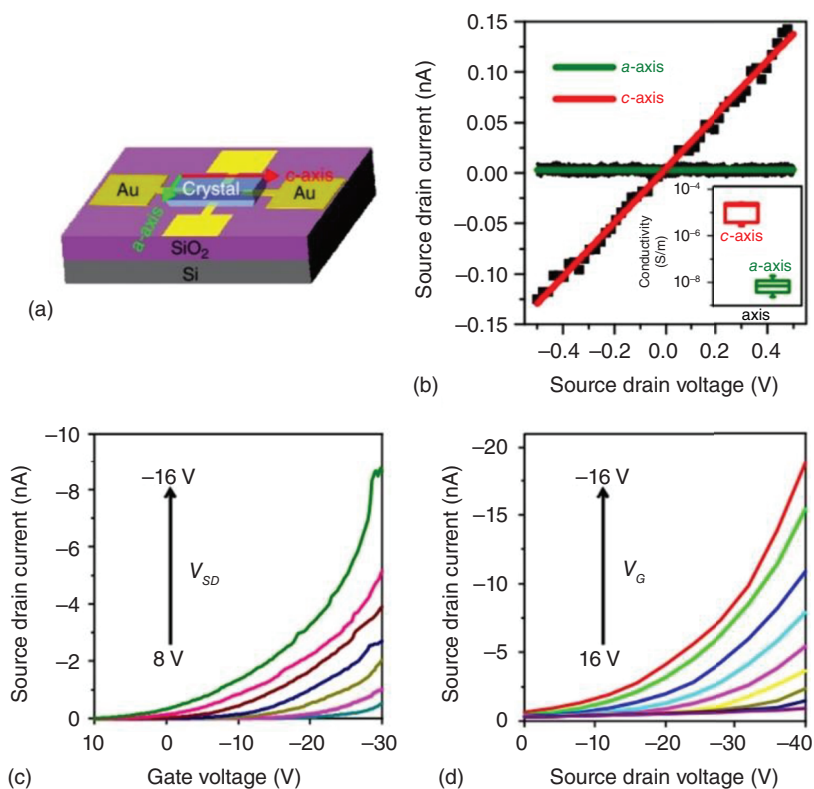 Au
Crystal
c-axis
Au
a-axis
SiO₂
Si
(a)
Source drain current (nA)
0.15
0.10
0.05
0.00
−0.05
−0.10
−0.15
a-axis
c-axis
Conductivity
(S/m)
10⁻⁴
10⁻⁶
10⁻⁸
c-axis
a-axis
axis
−0.4 −0.2 0.0 0.2 0.4
(b) Source drain voltage (V)
Source drain current (nA)
−10
−8
−6
−4
−2
0
−16 V
V_SD
8 V
10 0 −10 −20 −30
(c) Gate voltage (V)
Source drain current (nA)
−20
−15
−10
−5
0
−16 V
V_G
16 V
0 −10 −20 −30 −40
(d) Source drain voltage (V)